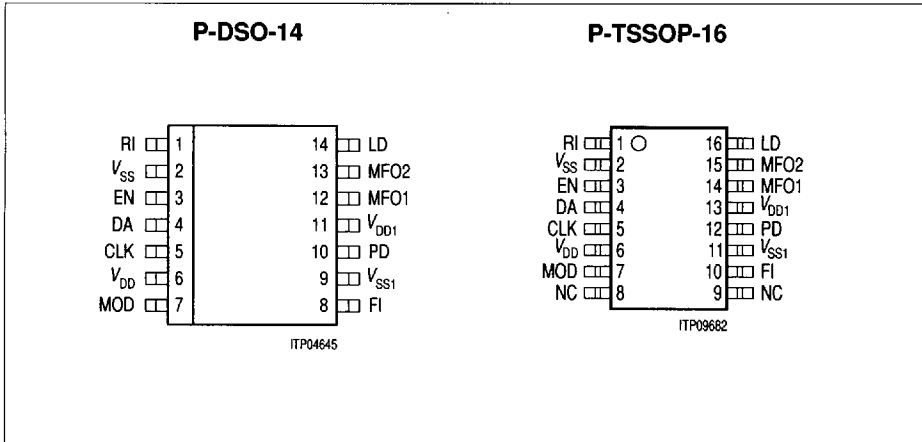 P-DSO-14
P-TSSOP-16
RI 1 14 LD
VSS 2 13 MFO2
EN 3 12 MFO1
DA 4 11 VDD1
CLK 5 10 PD
VDD 6 9 VSS1
MOD 7 8 FI
ITP04645
RI 1 16 LD
VSS 2 15 MFO2
EN 3 14 MFO1
DA 4 13 VDD1
CLK 5 12 PD
VDD 6 11 VSS1
MOD 7 10 FI
NC 8 9 NC
ITP09682